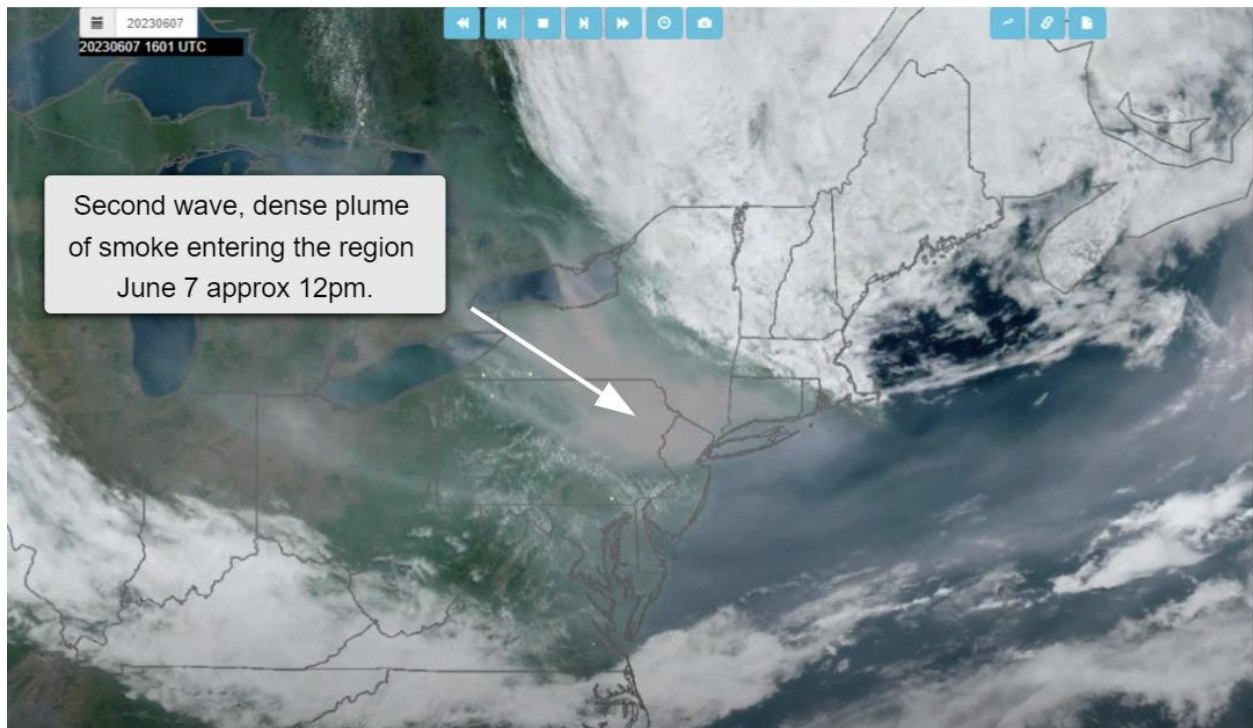 20230607
20230607 1601 UTC
Second wave, dense plume
of smoke entering the region
June 7 approx 12pm.